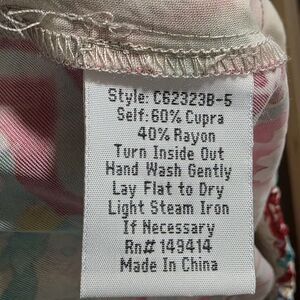 Style: C62323B-5
Self: 60% Cupra
40% Rayon
Turn Inside Out
Hand Wash Gently
Lay Flat to Dry
Light Steam Iron
If Necessary
Rn# 149414
Made In China